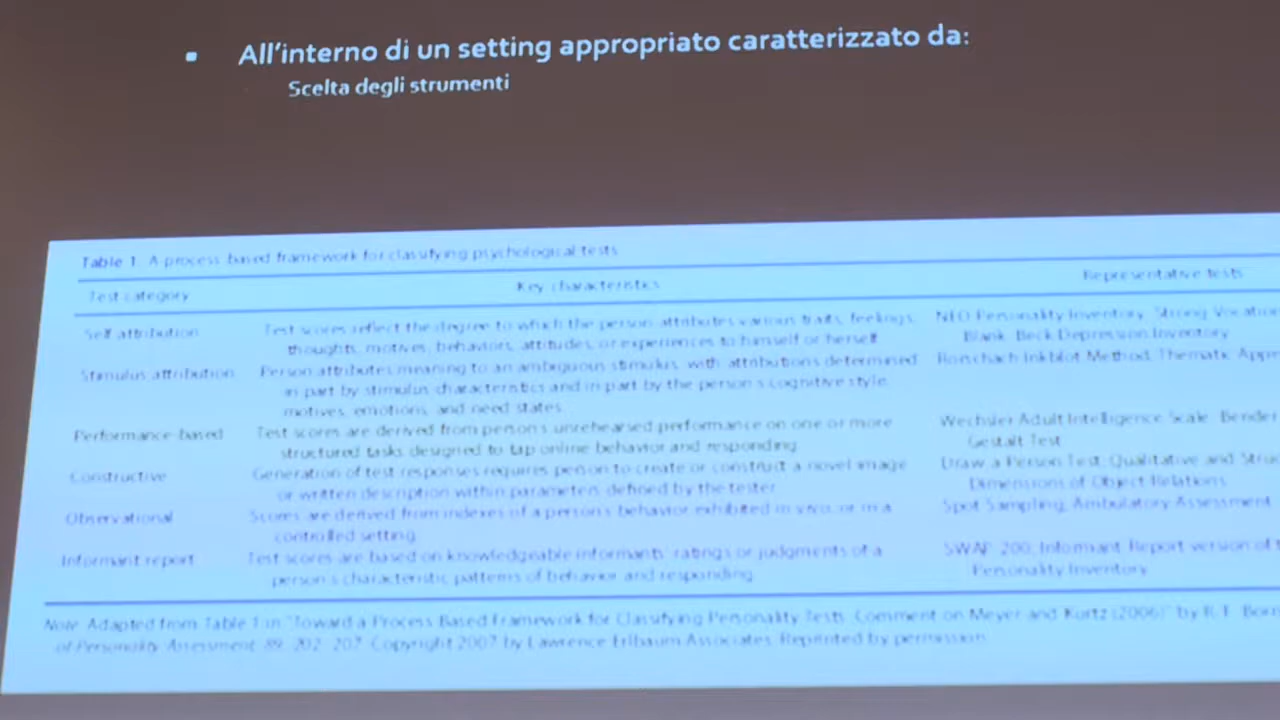 All'interno di un setting appropriato caratterizzato da:
Scelta degli strumenti
Table 1. A process based framework for classifying psychological tests
Test category Key characteristics Representative tests
Self attribution Test scores reflect the degree to which the person attributes various traits, feelings, NEO Personality Inventory, Strong Vocation
thoughts, motives, behaviors, attitudes, or experiences to himself or herself Blank, Beck Depression Inventory
Stimulus attribution Person attributes meaning to an ambiguous stimulus, with attributions determined Rorschach Inkblot Method, Thematic App
in part by stimulus characteristics and in part by the person's cognitive style,
motives, emotions, and need states
Performance-based Test scores are derived from person's unrehearsed performance on one or more Wechsler Adult Intelligence Scale, Bender
structured tasks designed to tap online behavior and responding Gestalt Test
Constructive Generation of test responses requires person to create or construct a novel image Draw a Person Test, Qualitative and Struc
or written description within parameters defined by the tester Dimensions of Object Relations
Observational Scores are derived from indexes of a person's behavior exhibited in vivo, or in a Spot Sampling, Ambulatory Assessment
controlled setting
Informant report Test scores are based on knowledgeable informants' ratings or judgments of a SWAP 200, Informant Report version of
person's characteristic patterns of behavior and responding Personality Inventory
Note. Adapted from Table 1 in "Toward a Process Based Framework for Classifying Personality Tests: Comment on Meyer and Kurtz (2006)" by R. F. Born
of Personality Assessment, 89, 202-207. Copyright 2007 by Lawrence Erlbaum Associates. Reprinted by permission.